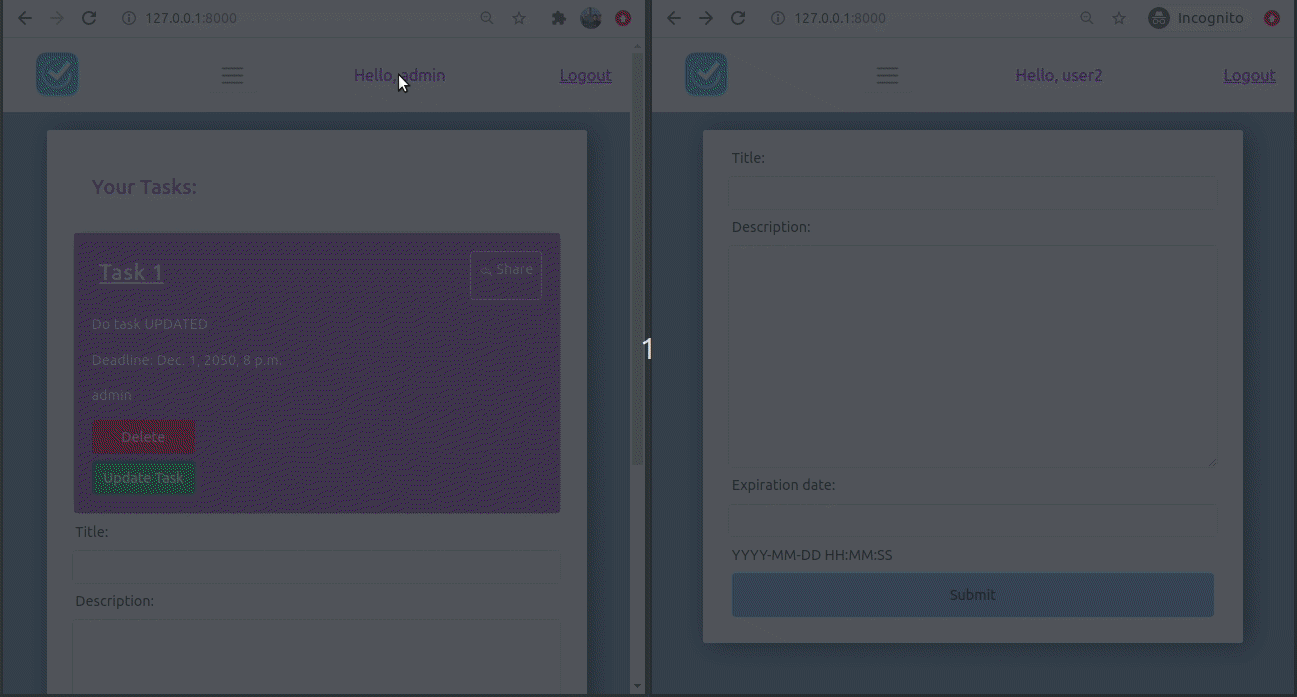 127.0.0.1:8000
Hello, admin
Logout
Your Tasks:
Task 1
Share
Do task UPDATED
Deadline: Dec. 1, 2050, 8 p.m.
admin
Delete
Update Task
Title:
Description:
1
127.0.0.1:8000
Incognito
Hello, user2
Logout
Title:
Description:
Expiration date:
YYYY-MM-DD HH:MM:SS
Submit